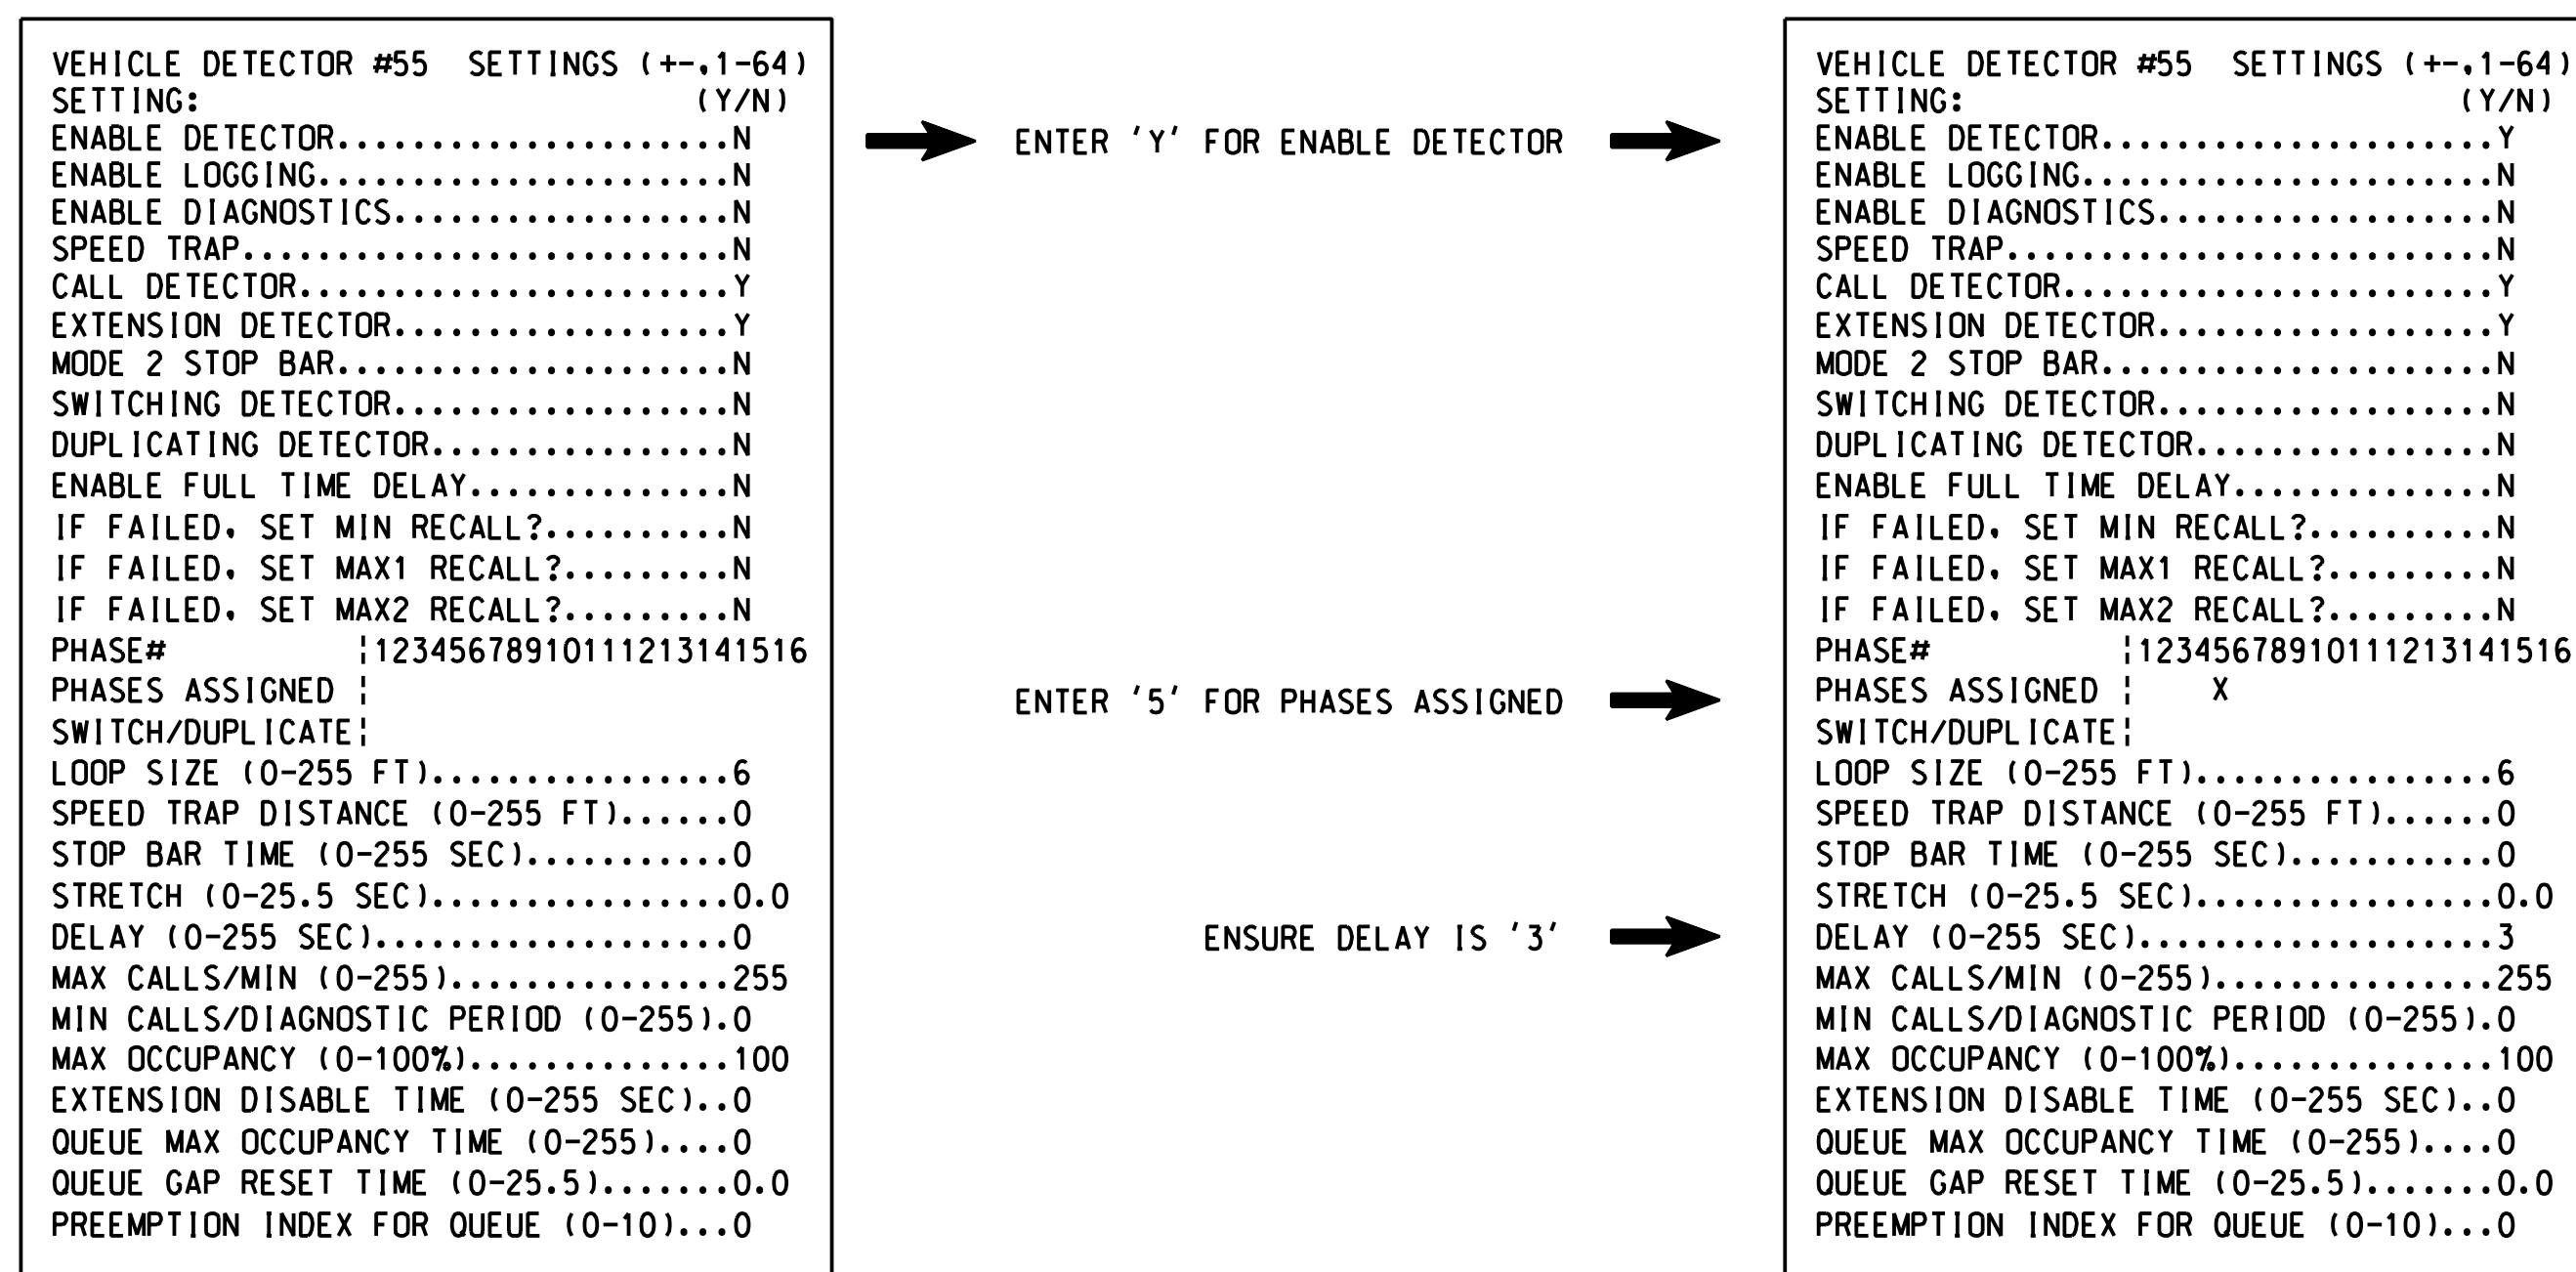 VEHICLE DETECTOR #55  SETTINGS (+-,1-64)
SETTING:                          (Y/N)
ENABLE DETECTOR.....................N
ENABLE LOGGING......................N
ENABLE DIAGNOSTICS..................N
SPEED TRAP..........................N
CALL DETECTOR.......................Y
EXTENSION DETECTOR..................Y
MODE 2 STOP BAR.....................N
SWITCHING DETECTOR..................N
DUPLICATING DETECTOR................N
ENABLE FULL TIME DELAY..............N
IF FAILED, SET MIN RECALL?..........N
IF FAILED, SET MAX1 RECALL?.........N
IF FAILED, SET MAX2 RECALL?.........N
PHASE#          ¦12345678910111213141516
PHASES ASSIGNED ¦
SWITCH/DUPLICATE¦
LOOP SIZE (0-255 FT)................6
SPEED TRAP DISTANCE (0-255 FT)......0
STOP BAR TIME (0-255 SEC)...........0
STRETCH (0-25.5 SEC)................0.0
DELAY (0-255 SEC)...................0
MAX CALLS/MIN (0-255)...............255
MIN CALLS/DIAGNOSTIC PERIOD (0-255).0
MAX OCCUPANCY (0-100%)..............100
EXTENSION DISABLE TIME (0-255 SEC)..0
QUEUE MAX OCCUPANCY TIME (0-255)....0
QUEUE GAP RESET TIME (0-25.5).......0.0
PREEMPTION INDEX FOR QUEUE (0-10)...0
ENTER 'Y' FOR ENABLE DETECTOR
ENTER '5' FOR PHASES ASSIGNED
ENSURE DELAY IS '3'
VEHICLE DETECTOR #55  SETTINGS (+-,1-64)
SETTING:                          (Y/N)
ENABLE DETECTOR.....................Y
ENABLE LOGGING......................N
ENABLE DIAGNOSTICS..................N
SPEED TRAP..........................N
CALL DETECTOR.......................Y
EXTENSION DETECTOR..................Y
MODE 2 STOP BAR.....................N
SWITCHING DETECTOR..................N
DUPLICATING DETECTOR................N
ENABLE FULL TIME DELAY..............N
IF FAILED, SET MIN RECALL?..........N
IF FAILED, SET MAX1 RECALL?.........N
IF FAILED, SET MAX2 RECALL?.........N
PHASE#          ¦12345678910111213141516
PHASES ASSIGNED ¦    X
SWITCH/DUPLICATE¦
LOOP SIZE (0-255 FT)................6
SPEED TRAP DISTANCE (0-255 FT)......0
STOP BAR TIME (0-255 SEC)...........0
STRETCH (0-25.5 SEC)................0.0
DELAY (0-255 SEC)...................3
MAX CALLS/MIN (0-255)...............255
MIN CALLS/DIAGNOSTIC PERIOD (0-255).0
MAX OCCUPANCY (0-100%)..............100
EXTENSION DISABLE TIME (0-255 SEC)..0
QUEUE MAX OCCUPANCY TIME (0-255)....0
QUEUE GAP RESET TIME (0-25.5).......0.0
PREEMPTION INDEX FOR QUEUE (0-10)...0